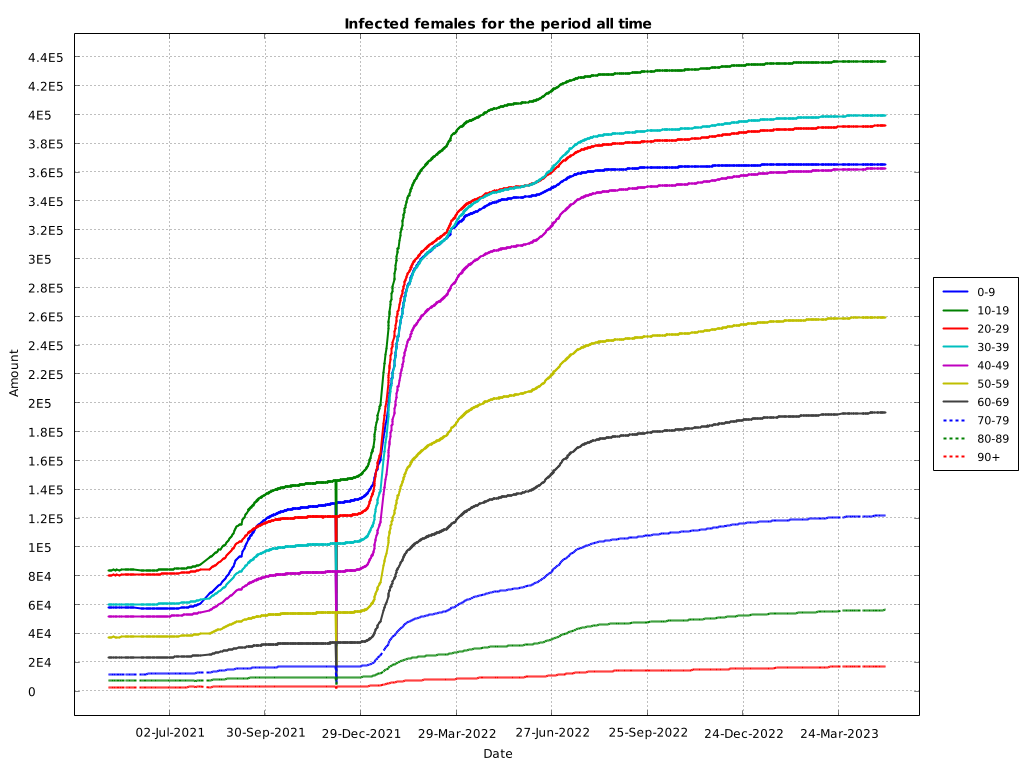 Infected females for the period all time
4.4E5
4.2E5
4E5
3.8E5
3.6E5
3.4E5
3.2E5
3E5
2.8E5
2.6E5
2.4E5
2.2E5
2E5
1.8E5
1.6E5
1.4E5
1.2E5
1E5
8E4
6E4
4E4
2E4
0
Amount
02-Jul-2021 30-Sep-2021 29-Dec-2021 29-Mar-2022 27-Jun-2022 25-Sep-2022 24-Dec-2022 24-Mar-2023
Date
0-9
10-19
20-29
30-39
40-49
50-59
60-69
70-79
80-89
90+